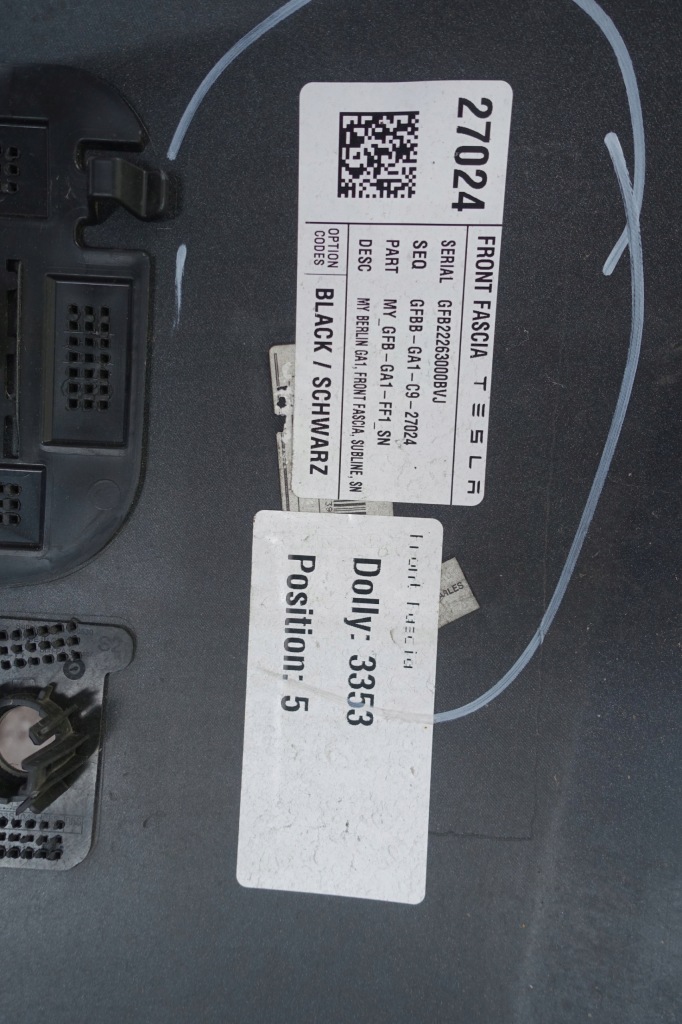 27024
FRONT FASCIA TESLA
SERIAL GFB22263000BVJ
SEQ GFBB-GA1-C9-27024
PART MY_GFB-GA1-FF1_SN
DESC MY BERLIN GA1, FRONT FASCIA, SUBLINE, SN
OPTION CODES BLACK / SCHWARZ
Front Fascia
Dolly: 3353
Position: 5